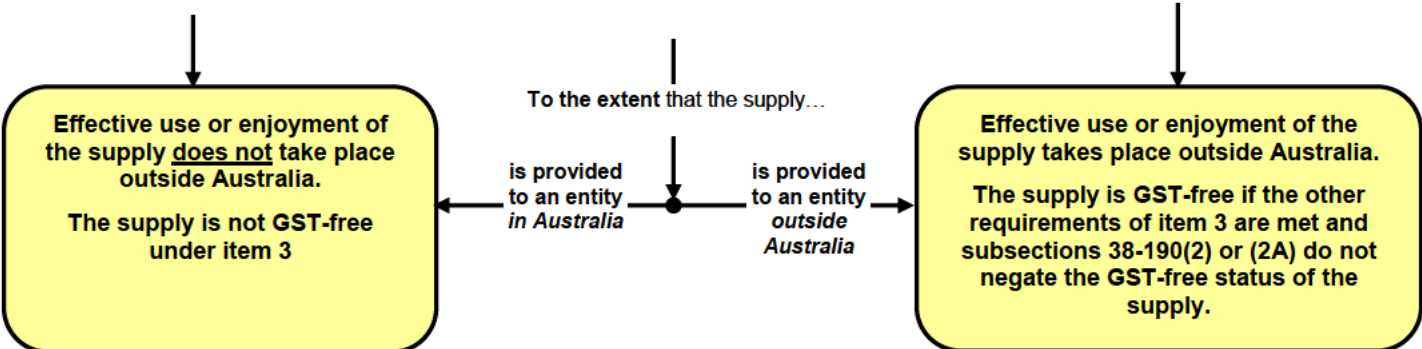 Effective use or enjoyment of
the supply does not take place
outside Australia.
The supply is not GST-free
under item 3
To the extent that the supply…
is provided
to an entity
in Australia
is provided
to an entity
outside
Australia
Effective use or enjoyment of the
supply takes place outside Australia.
The supply is GST-free if the other
requirements of item 3 are met and
subsections 38-190(2) or (2A) do not
negate the GST-free status of the
supply.